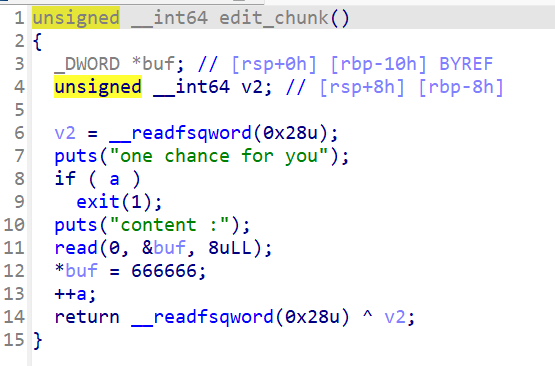 1 unsigned __int64 edit_chunk()
2 {
3   _DWORD *buf; // [rsp+0h] [rbp-10h] BYREF
4   unsigned __int64 v2; // [rsp+8h] [rbp-8h]
5
6   v2 = __readfsqword(0x28u);
7   puts("one chance for you");
8   if ( a )
9     exit(1);
10   puts("content :");
11   read(0, &buf, 8uLL);
12   *buf = 666666;
13   ++a;
14   return __readfsqword(0x28u) ^ v2;
15 }